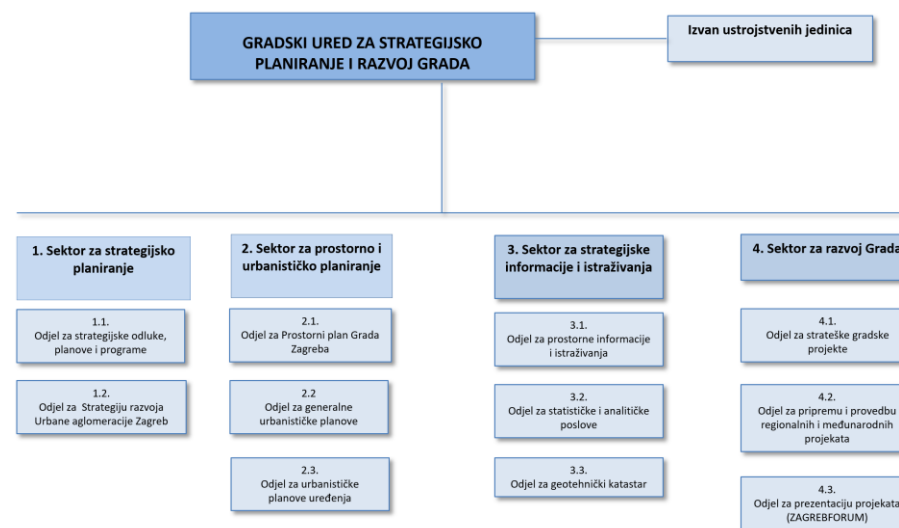 GRADSKI URED ZA STRATEGIJSKO
PLANIRANJE I RAZVOJ GRADA
Izvan ustrojstvenih jedinica
1. Sektor za strategijsko
planiranje
1.1.
Odjel za strategijske odluke,
planove i programe
1.2.
Odjel za Strategiju razvoja
Urbane aglomeracije Zagreb
2. Sektor za prostorno i
urbanističko planiranje
2.1.
Odjel za Prostorni plan Grada
Zagreba
2.2
Odjel za generalne
urbanističke planove
2.3.
Odjel za urbanističke
planove uređenja
3. Sektor za strategijske
informacije i istraživanja
3.1.
Odjel za prostorne informacije
i istraživanja
3.2.
Odjel za statističke i analitičke
poslove
3.3.
Odjel za geotehnički katastar
4. Sektor za razvoj Grada
4.1.
Odjel za strateške gradske
projekte
4.2.
Odjel za pripremu i provedbu
regionalnih i međunarodnih
projekata
4.3.
Odjel za prezentaciju projekata
(ZAGREBFORUM)